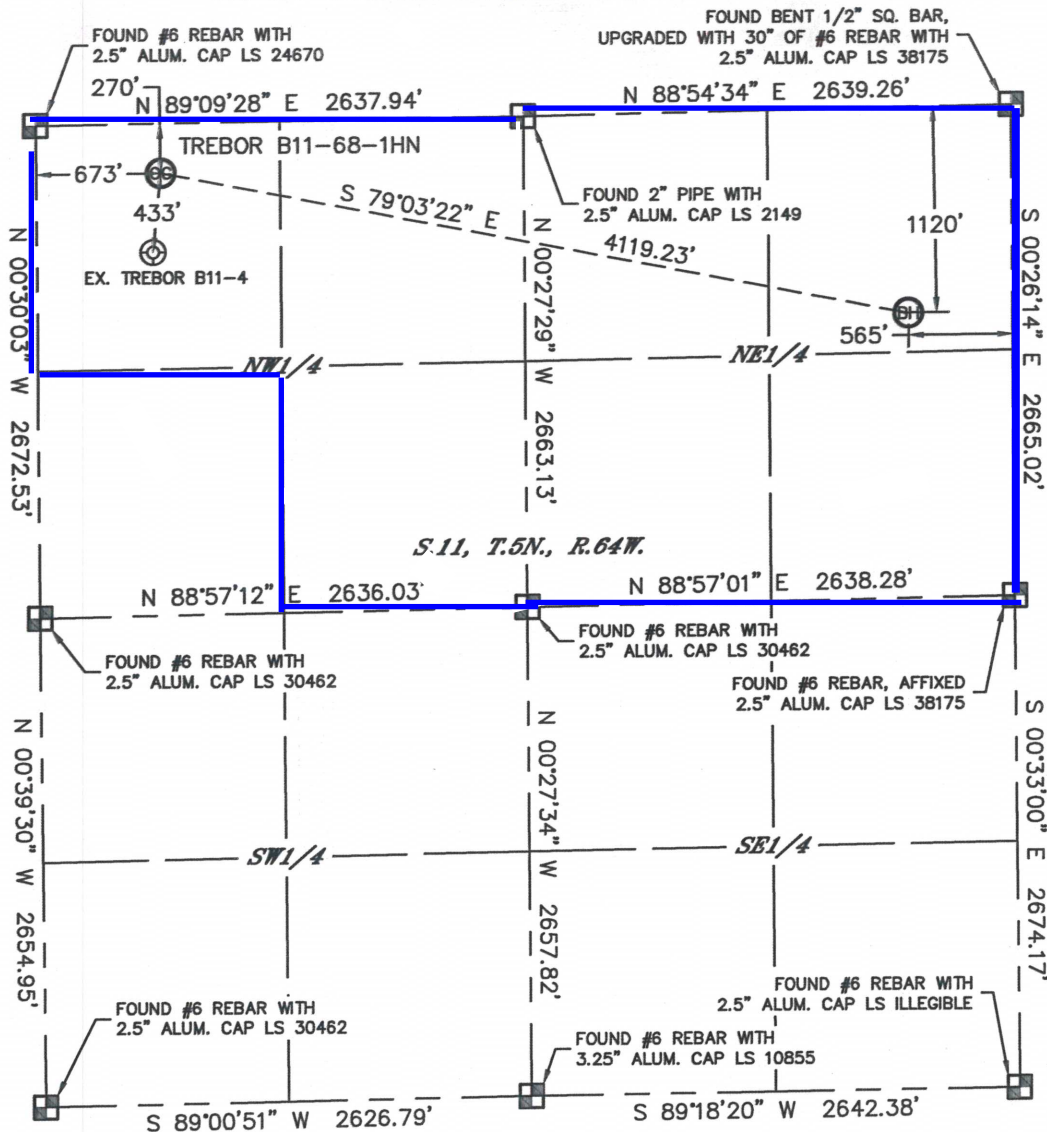 FOUND #6 REBAR WITH
2.5" ALUM. CAP LS 24670
FOUND BENT 1/2" SQ. BAR,
UPGRADED WITH 30" OF #6 REBAR WITH
2.5" ALUM. CAP LS 38175
270'
N 89°09'28" E 2637.94'
N 88°54'34" E 2639.26'
TREBOR B11-68-1HN
673'
OG
S 79°03'22" E 4119.23'
FOUND 2" PIPE WITH
2.5" ALUM. CAP LS 2149
433'
EX. TREBOR B11-4
1120'
BH
565'
N 00°30'03" W 2672.53'
N 00°27'29" W 2663.13'
S 00°26'14" E 2665.02'
NW1/4
NE1/4
S.11, T.5N., R.64W.
N 88°57'12" E 2636.03'
N 88°57'01" E 2638.28'
FOUND #6 REBAR WITH
2.5" ALUM. CAP LS 30462
FOUND #6 REBAR WITH
2.5" ALUM. CAP LS 30462
FOUND #6 REBAR, AFFIXED
2.5" ALUM. CAP LS 38175
N 00°39'30" W 2654.95'
N 00°27'34" W 2657.82'
S 00°33'00" E 2674.17'
SW1/4
SE1/4
FOUND #6 REBAR WITH
2.5" ALUM. CAP LS 30462
FOUND #6 REBAR WITH
3.25" ALUM. CAP LS 10855
FOUND #6 REBAR WITH
2.5" ALUM. CAP LS ILLEGIBLE
S 89°00'51" W 2626.79'
S 89°18'20" W 2642.38'